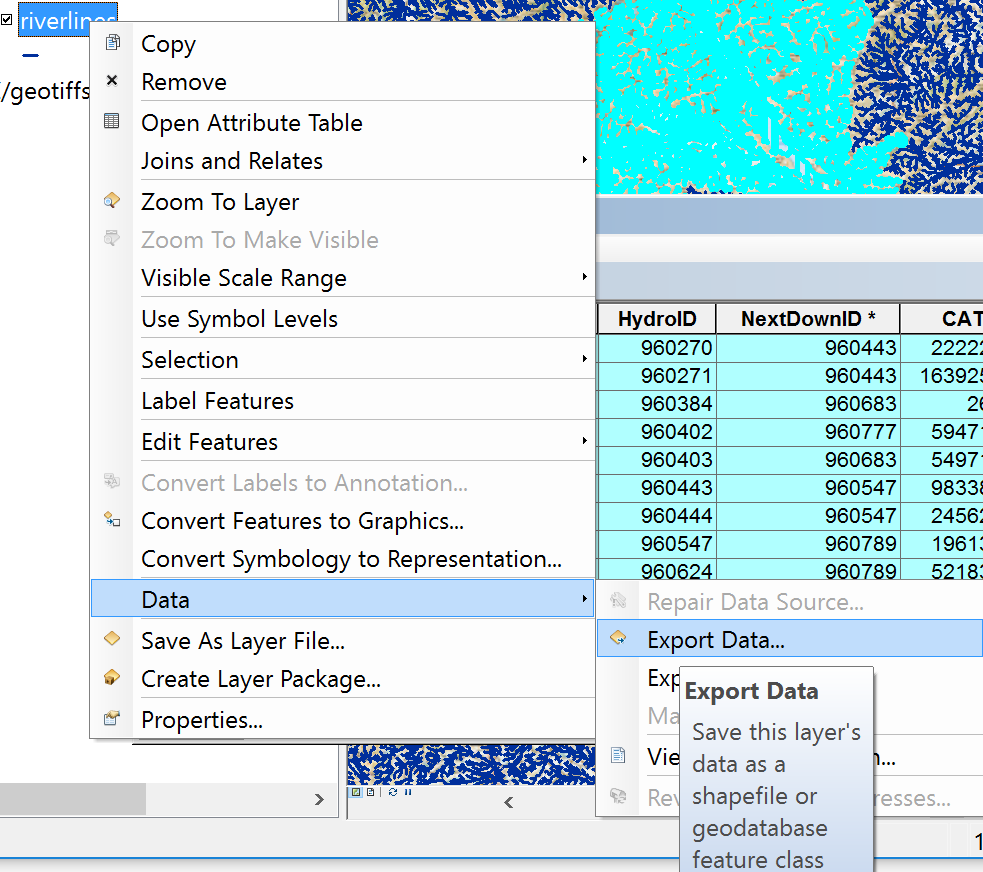 riverlines
/geotiffs
Copy
Remove
Open Attribute Table
Joins and Relates
Zoom To Layer
Zoom To Make Visible
Visible Scale Range
Use Symbol Levels
Selection
Label Features
Edit Features
Convert Labels to Annotation...
Convert Features to Graphics...
Convert Symbology to Representation...
Data
Save As Layer File...
Create Layer Package...
Properties...
HydroID NextDownID * CAT
960270 960443 22222
960271 960443 163925
960384 960683 26
960402 960777 59471
960403 960683 54971
960443 960547 98338
960444 960547 24562
960547 960789 19613
960624 960789 52183
Repair Data Source...
Export Data...
Exp
Ma
Vie n...
Rev resses...
Export Data
Save this layer's
data as a
shapefile or
geodatabase
feature class
1